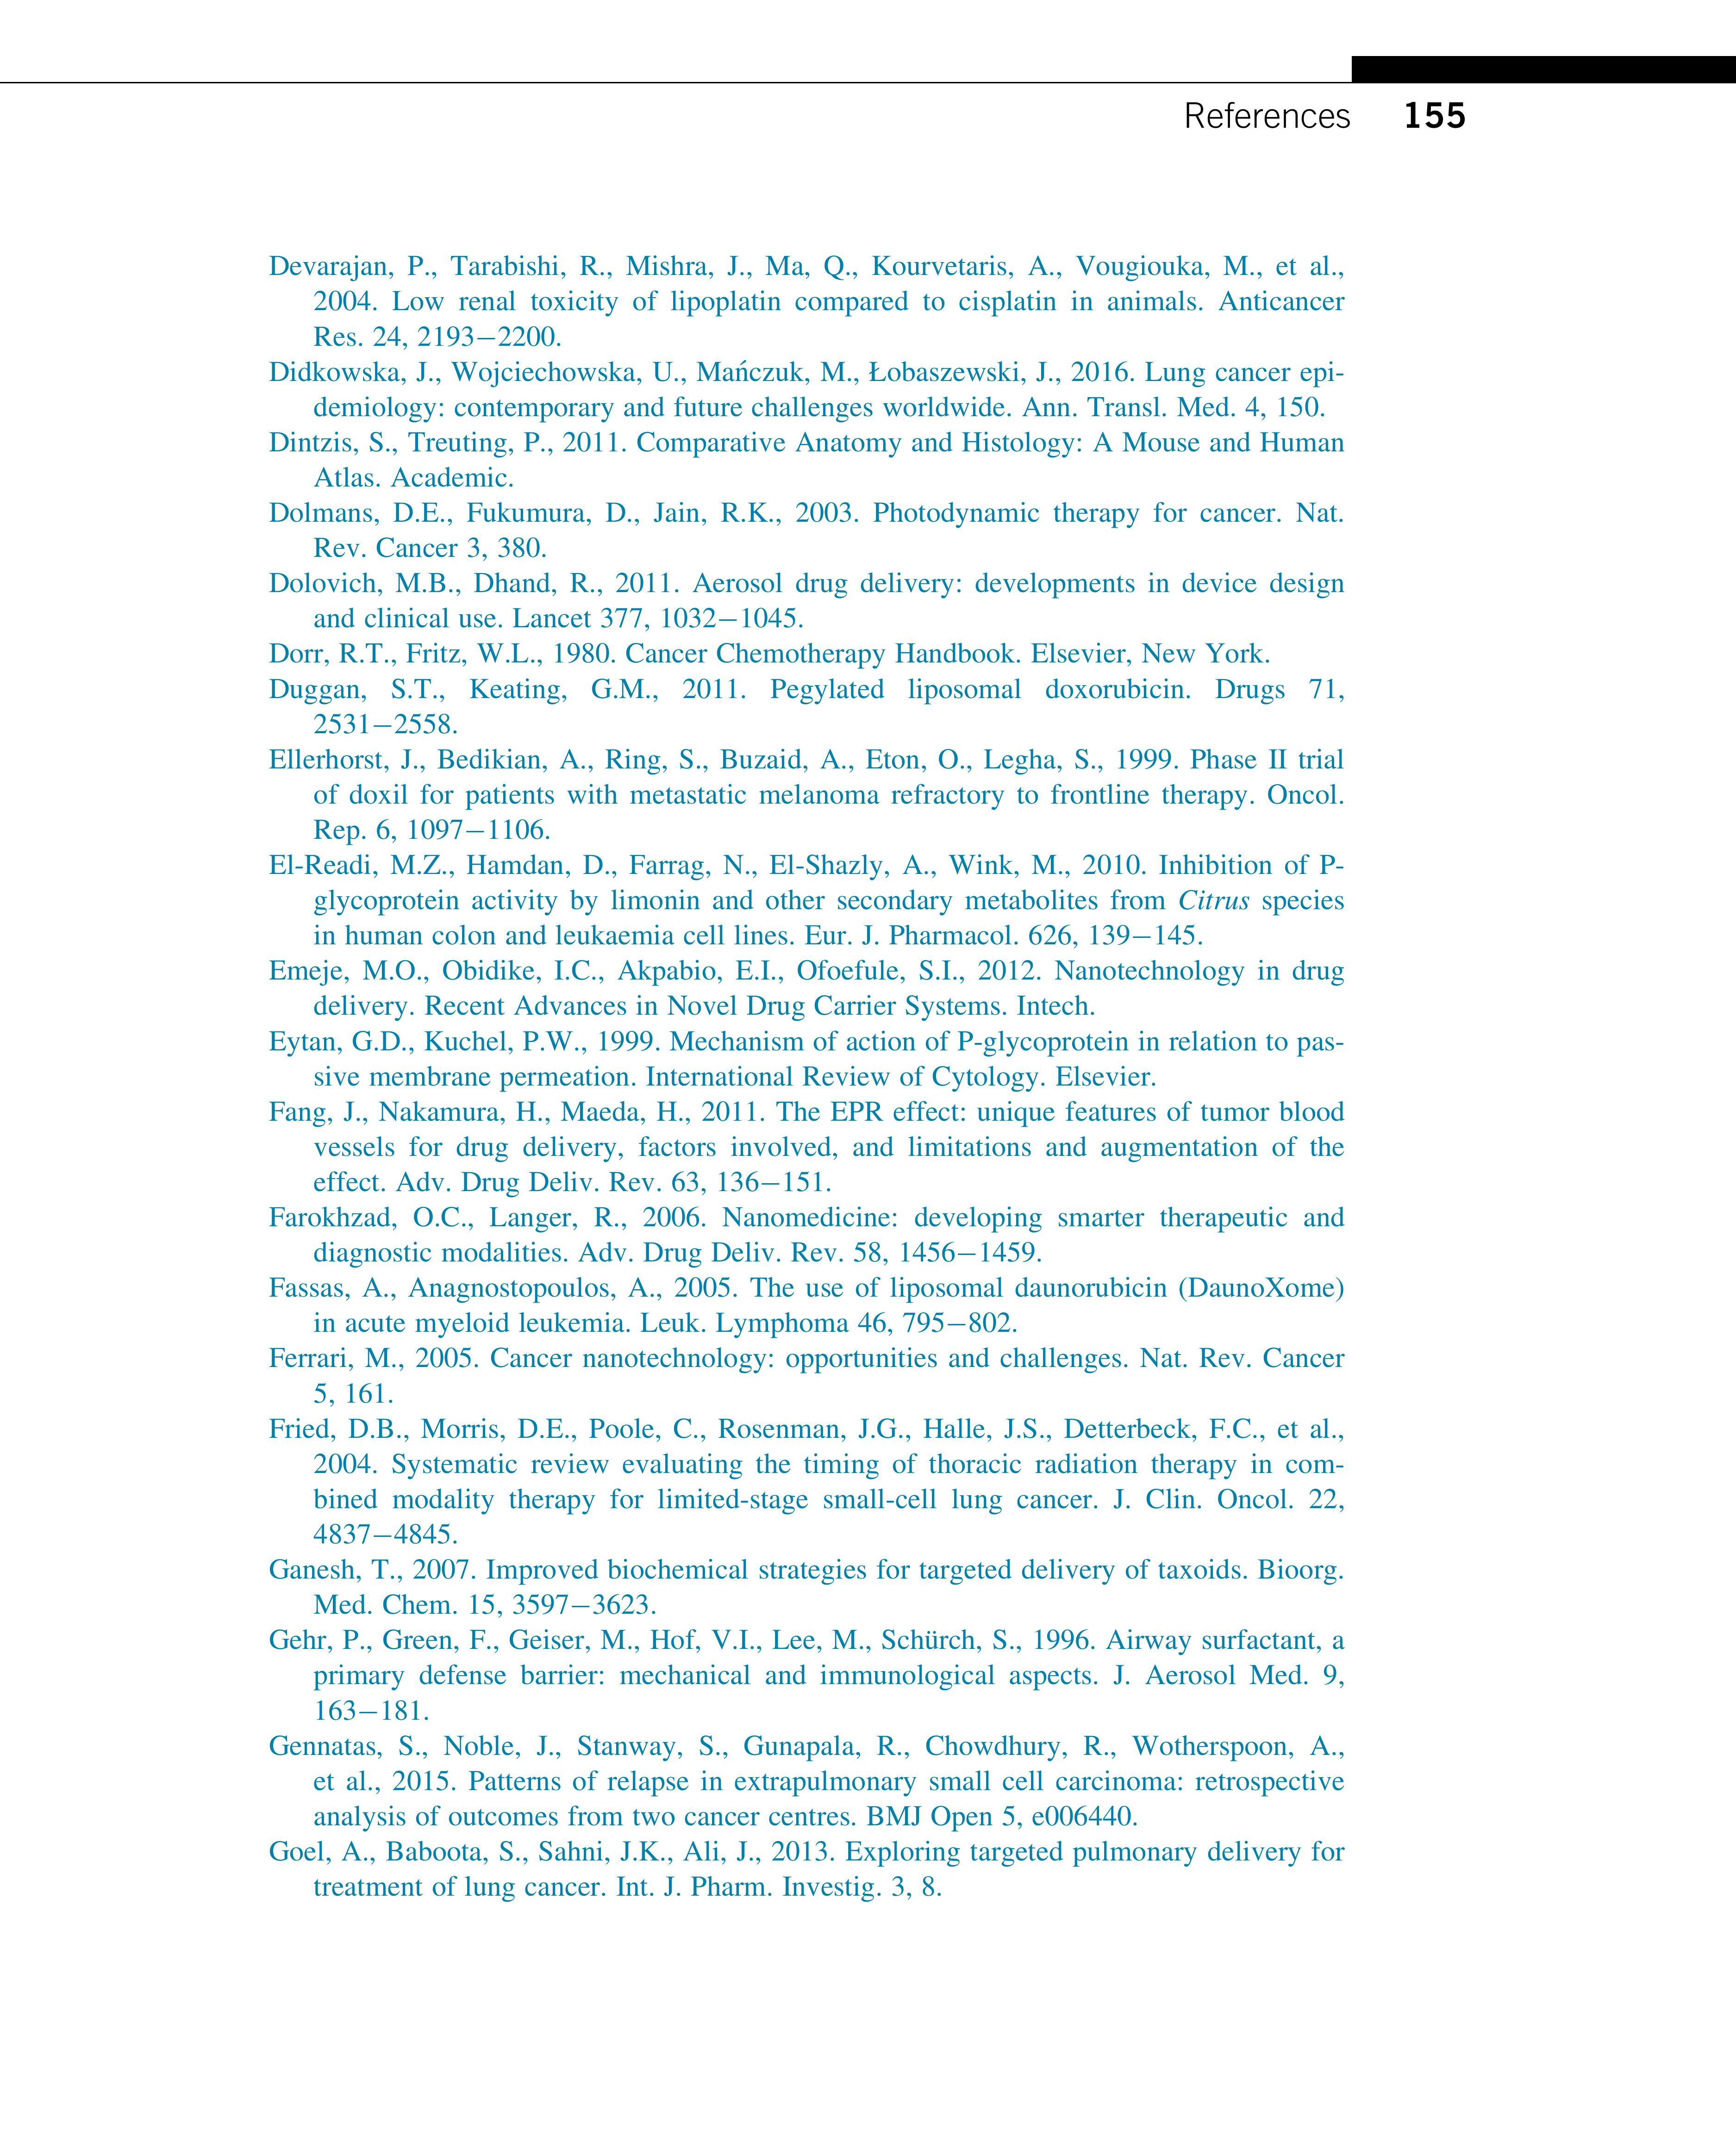 References 155
Devarajan, P., Tarabishi, R., Mishra, J., Ma, Q., Kourvetaris, A., Vougiouka, M., et al.,
2004. Low renal toxicity of lipoplatin compared to cisplatin in animals. Anticancer
Res. 24, 2193–2200.
Didkowska, J., Wojciechowska, U., Mańczuk, M., Łobaszewski, J., 2016. Lung cancer epi-
demiology: contemporary and future challenges worldwide. Ann. Transl. Med. 4, 150.
Dintzis, S., Treuting, P., 2011. Comparative Anatomy and Histology: A Mouse and Human
Atlas. Academic.
Dolmans, D.E., Fukumura, D., Jain, R.K., 2003. Photodynamic therapy for cancer. Nat.
Rev. Cancer 3, 380.
Dolovich, M.B., Dhand, R., 2011. Aerosol drug delivery: developments in device design
and clinical use. Lancet 377, 1032–1045.
Dorr, R.T., Fritz, W.L., 1980. Cancer Chemotherapy Handbook. Elsevier, New York.
Duggan, S.T., Keating, G.M., 2011. Pegylated liposomal doxorubicin. Drugs 71,
2531–2558.
Ellerhorst, J., Bedikian, A., Ring, S., Buzaid, A., Eton, O., Legha, S., 1999. Phase II trial
of doxil for patients with metastatic melanoma refractory to frontline therapy. Oncol.
Rep. 6, 1097–1106.
El-Readi, M.Z., Hamdan, D., Farrag, N., El-Shazly, A., Wink, M., 2010. Inhibition of P-
glycoprotein activity by limonin and other secondary metabolites from Citrus species
in human colon and leukaemia cell lines. Eur. J. Pharmacol. 626, 139–145.
Emeje, M.O., Obidike, I.C., Akpabio, E.I., Ofoefule, S.I., 2012. Nanotechnology in drug
delivery. Recent Advances in Novel Drug Carrier Systems. Intech.
Eytan, G.D., Kuchel, P.W., 1999. Mechanism of action of P-glycoprotein in relation to pas-
sive membrane permeation. International Review of Cytology. Elsevier.
Fang, J., Nakamura, H., Maeda, H., 2011. The EPR effect: unique features of tumor blood
vessels for drug delivery, factors involved, and limitations and augmentation of the
effect. Adv. Drug Deliv. Rev. 63, 136–151.
Farokhzad, O.C., Langer, R., 2006. Nanomedicine: developing smarter therapeutic and
diagnostic modalities. Adv. Drug Deliv. Rev. 58, 1456–1459.
Fassas, A., Anagnostopoulos, A., 2005. The use of liposomal daunorubicin (DaunoXome)
in acute myeloid leukemia. Leuk. Lymphoma 46, 795–802.
Ferrari, M., 2005. Cancer nanotechnology: opportunities and challenges. Nat. Rev. Cancer
5, 161.
Fried, D.B., Morris, D.E., Poole, C., Rosenman, J.G., Halle, J.S., Detterbeck, F.C., et al.,
2004. Systematic review evaluating the timing of thoracic radiation therapy in com-
bined modality therapy for limited-stage small-cell lung cancer. J. Clin. Oncol. 22,
4837–4845.
Ganesh, T., 2007. Improved biochemical strategies for targeted delivery of taxoids. Bioorg.
Med. Chem. 15, 3597–3623.
Gehr, P., Green, F., Geiser, M., Hof, V.I., Lee, M., Schürch, S., 1996. Airway surfactant, a
primary defense barrier: mechanical and immunological aspects. J. Aerosol Med. 9,
163–181.
Gennatas, S., Noble, J., Stanway, S., Gunapala, R., Chowdhury, R., Wotherspoon, A.,
et al., 2015. Patterns of relapse in extrapulmonary small cell carcinoma: retrospective
analysis of outcomes from two cancer centres. BMJ Open 5, e006440.
Goel, A., Baboota, S., Sahni, J.K., Ali, J., 2013. Exploring targeted pulmonary delivery for
treatment of lung cancer. Int. J. Pharm. Investig. 3, 8.